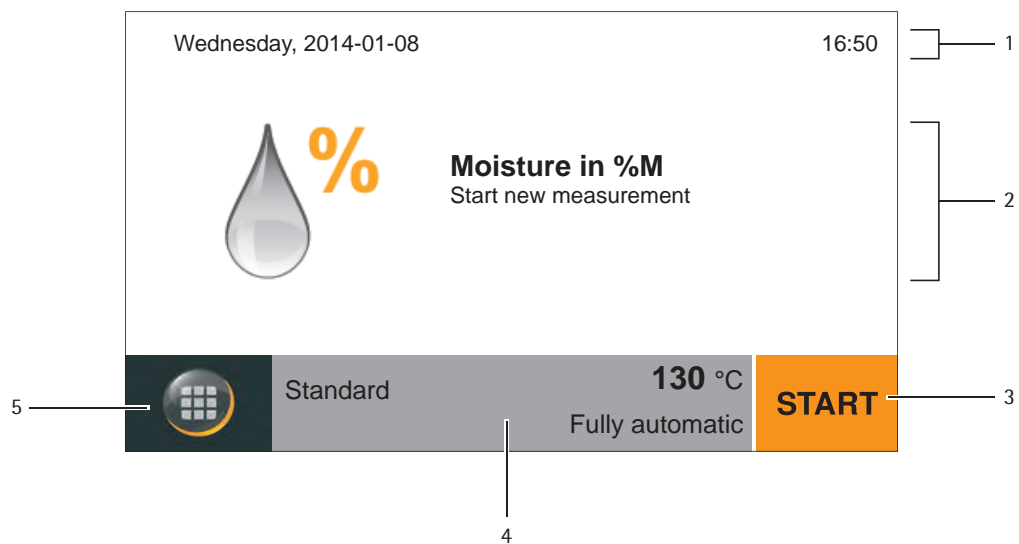 Wednesday, 2014-01-08 16:50 1
%
Moisture in %M
Start new measurement
2
Standard 130 °C
Fully automatic
START
3
5
4